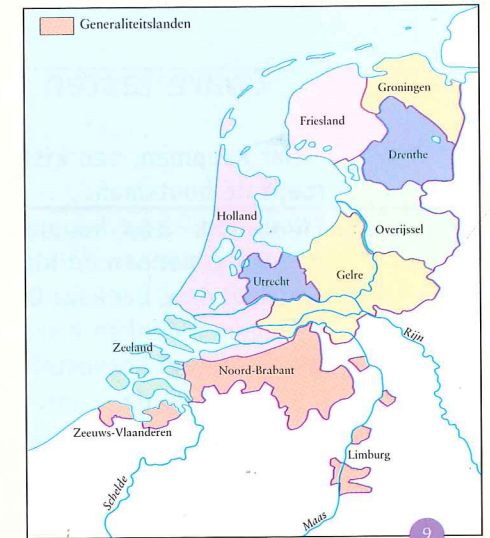 Generaliteitslanden
Groningen
Friesland
Drenthe
Holland
Overijssel
Utrecht
Gelre
Zeeland
Rijn
Noord-Brabant
Zeeuws-Vlaanderen
Limburg
Schelde
Maas
9